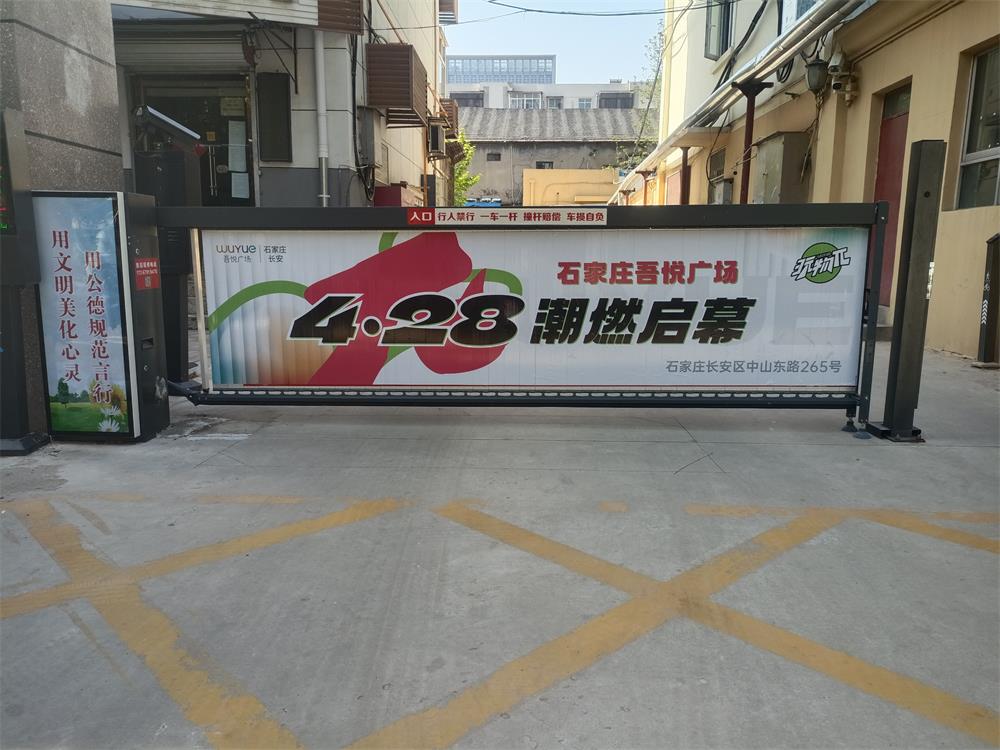 用文明美化心灵
用公德规范言行
入口 行人禁行 一车一杆 撞杆赔偿 车损自负
wuyue
吾悦广场
石家庄
长安
石家庄吾悦广场
4·28 潮燃启幕
石家庄长安区中山东路265号